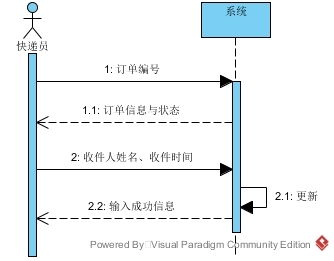 快递员
系统
1: 订单编号
1.1: 订单信息与状态
2: 收件人姓名、收件时间
2.1: 更新
2.2: 输入成功信息
Powered By Visual Paradigm Community Edition